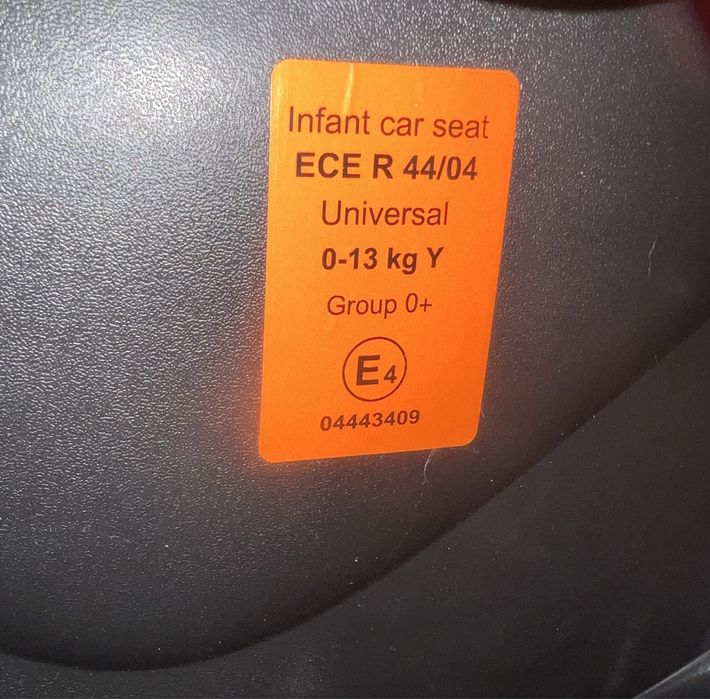 Infant car seat
ECE R 44/04
Universal
0-13 kg Y
Group 0+
E4
04443409